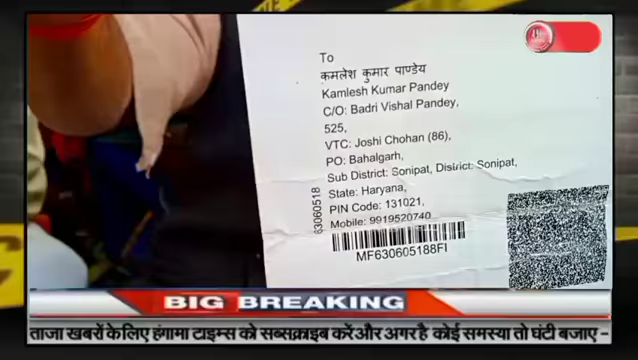 To
कमलेश कुमार पाण्डेय
Kamlesh Kumar Pandey
C/O: Badri Vishal Pandey,
525,
VTC: Joshi Chohan (86),
PO: Bahalgarh,
Sub District: Sonipat, District: Sonipat,
State: Haryana,
PIN Code: 131021,
Mobile: 9919520740
63060518
MF630605188FI
BIG BREAKING
ताजा खबरों के लिए हंगामा टाइम्स को सब्सक्राइब करें और अगर है कोई समस्या तो घंटी बजाए -